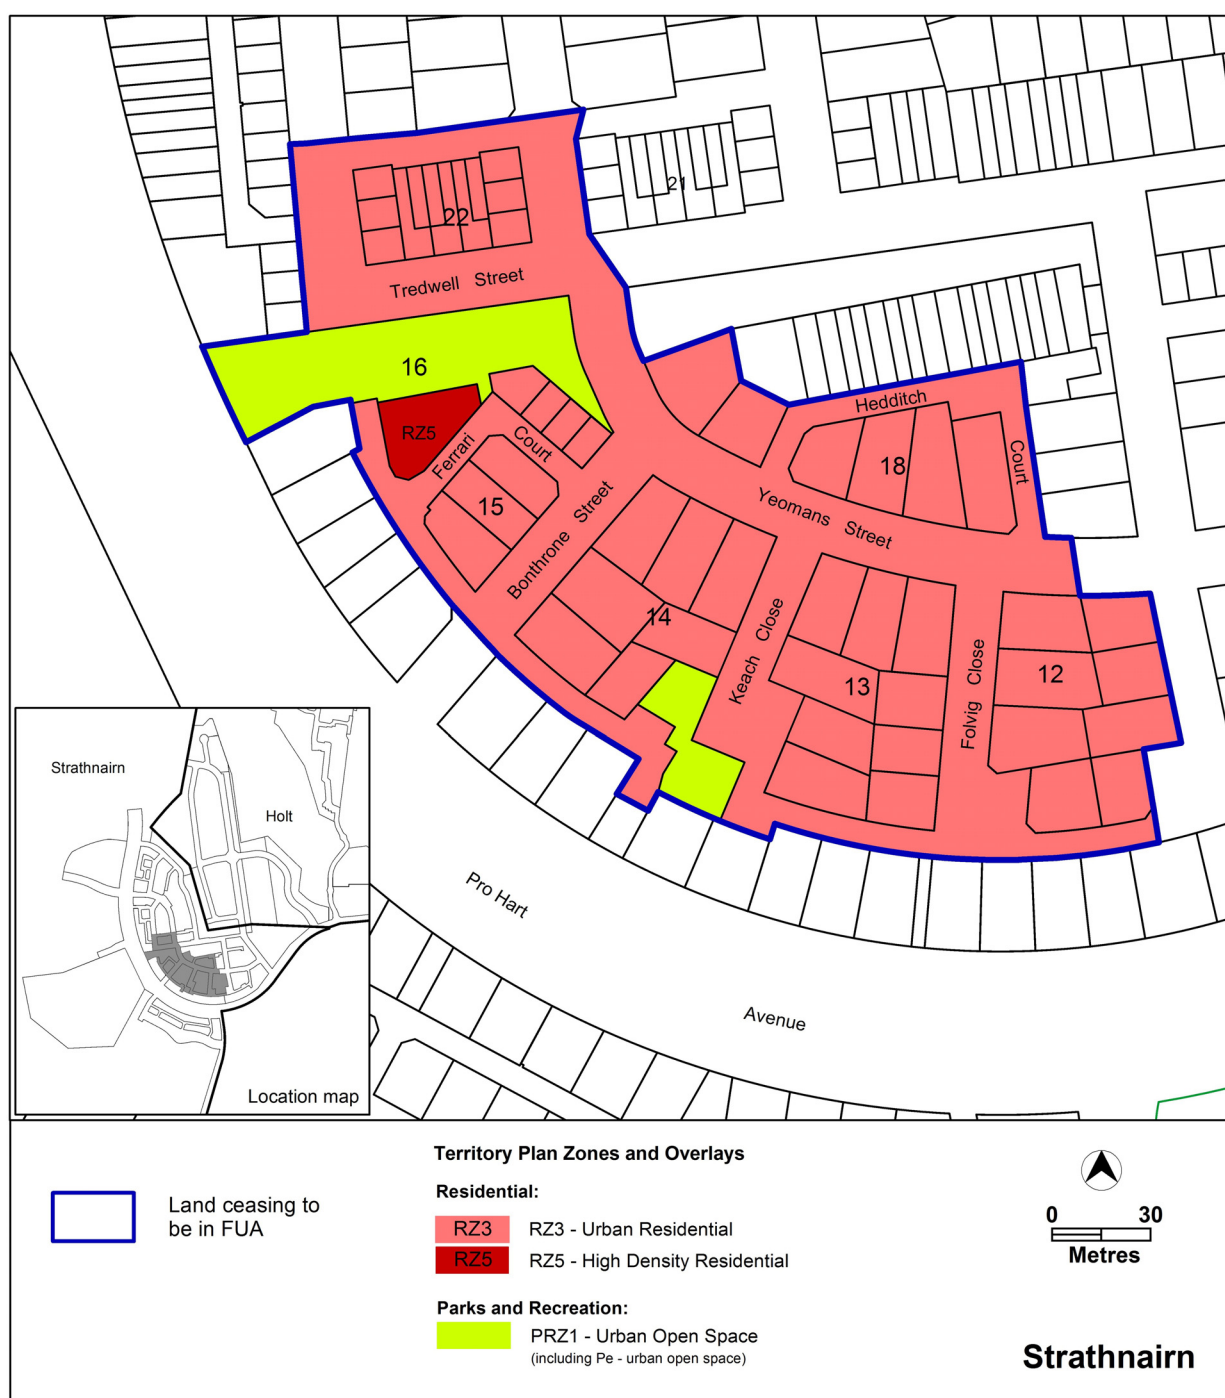 21
22
Tredwell Street
16
Hedditch
RZ5
Ferrari
Court
18
Court
15
Bonthrone Street
Yeomans Street
14
Keach Close
13
Folvig Close
12
Strathnairn
Holt
Pro Hart
Avenue
Location map
Territory Plan Zones and Overlays
Residential:
Land ceasing to
be in FUA
RZ3 RZ3 - Urban Residential
RZ5 RZ5 - High Density Residential
Parks and Recreation:
PRZ1 - Urban Open Space
(including Pe - urban open space)
0 30
Metres
Strathnairn